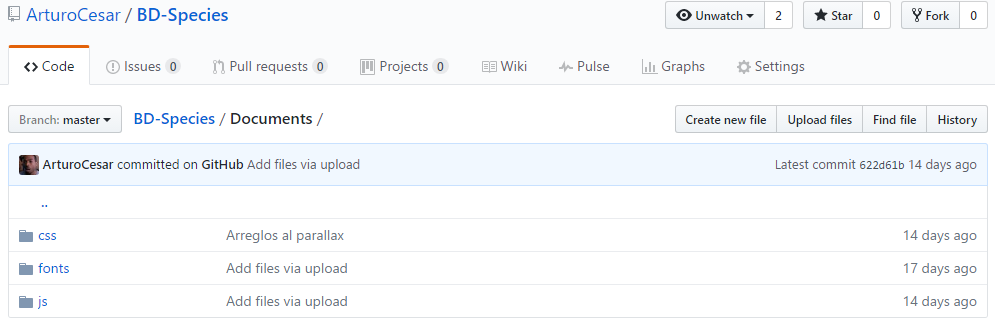 ArturoCesar / BD-Species Unwatch 2 Star 0 Fork 0
Code Issues 0 Pull requests 0 Projects 0 Wiki Pulse Graphs Settings
Branch: master BD-Species / Documents / Create new file Upload files Find file History
ArturoCesar committed on GitHub Add files via upload Latest commit 622d61b 14 days ago
..
css Arreglos al parallax 14 days ago
fonts Add files via upload 17 days ago
js Add files via upload 14 days ago